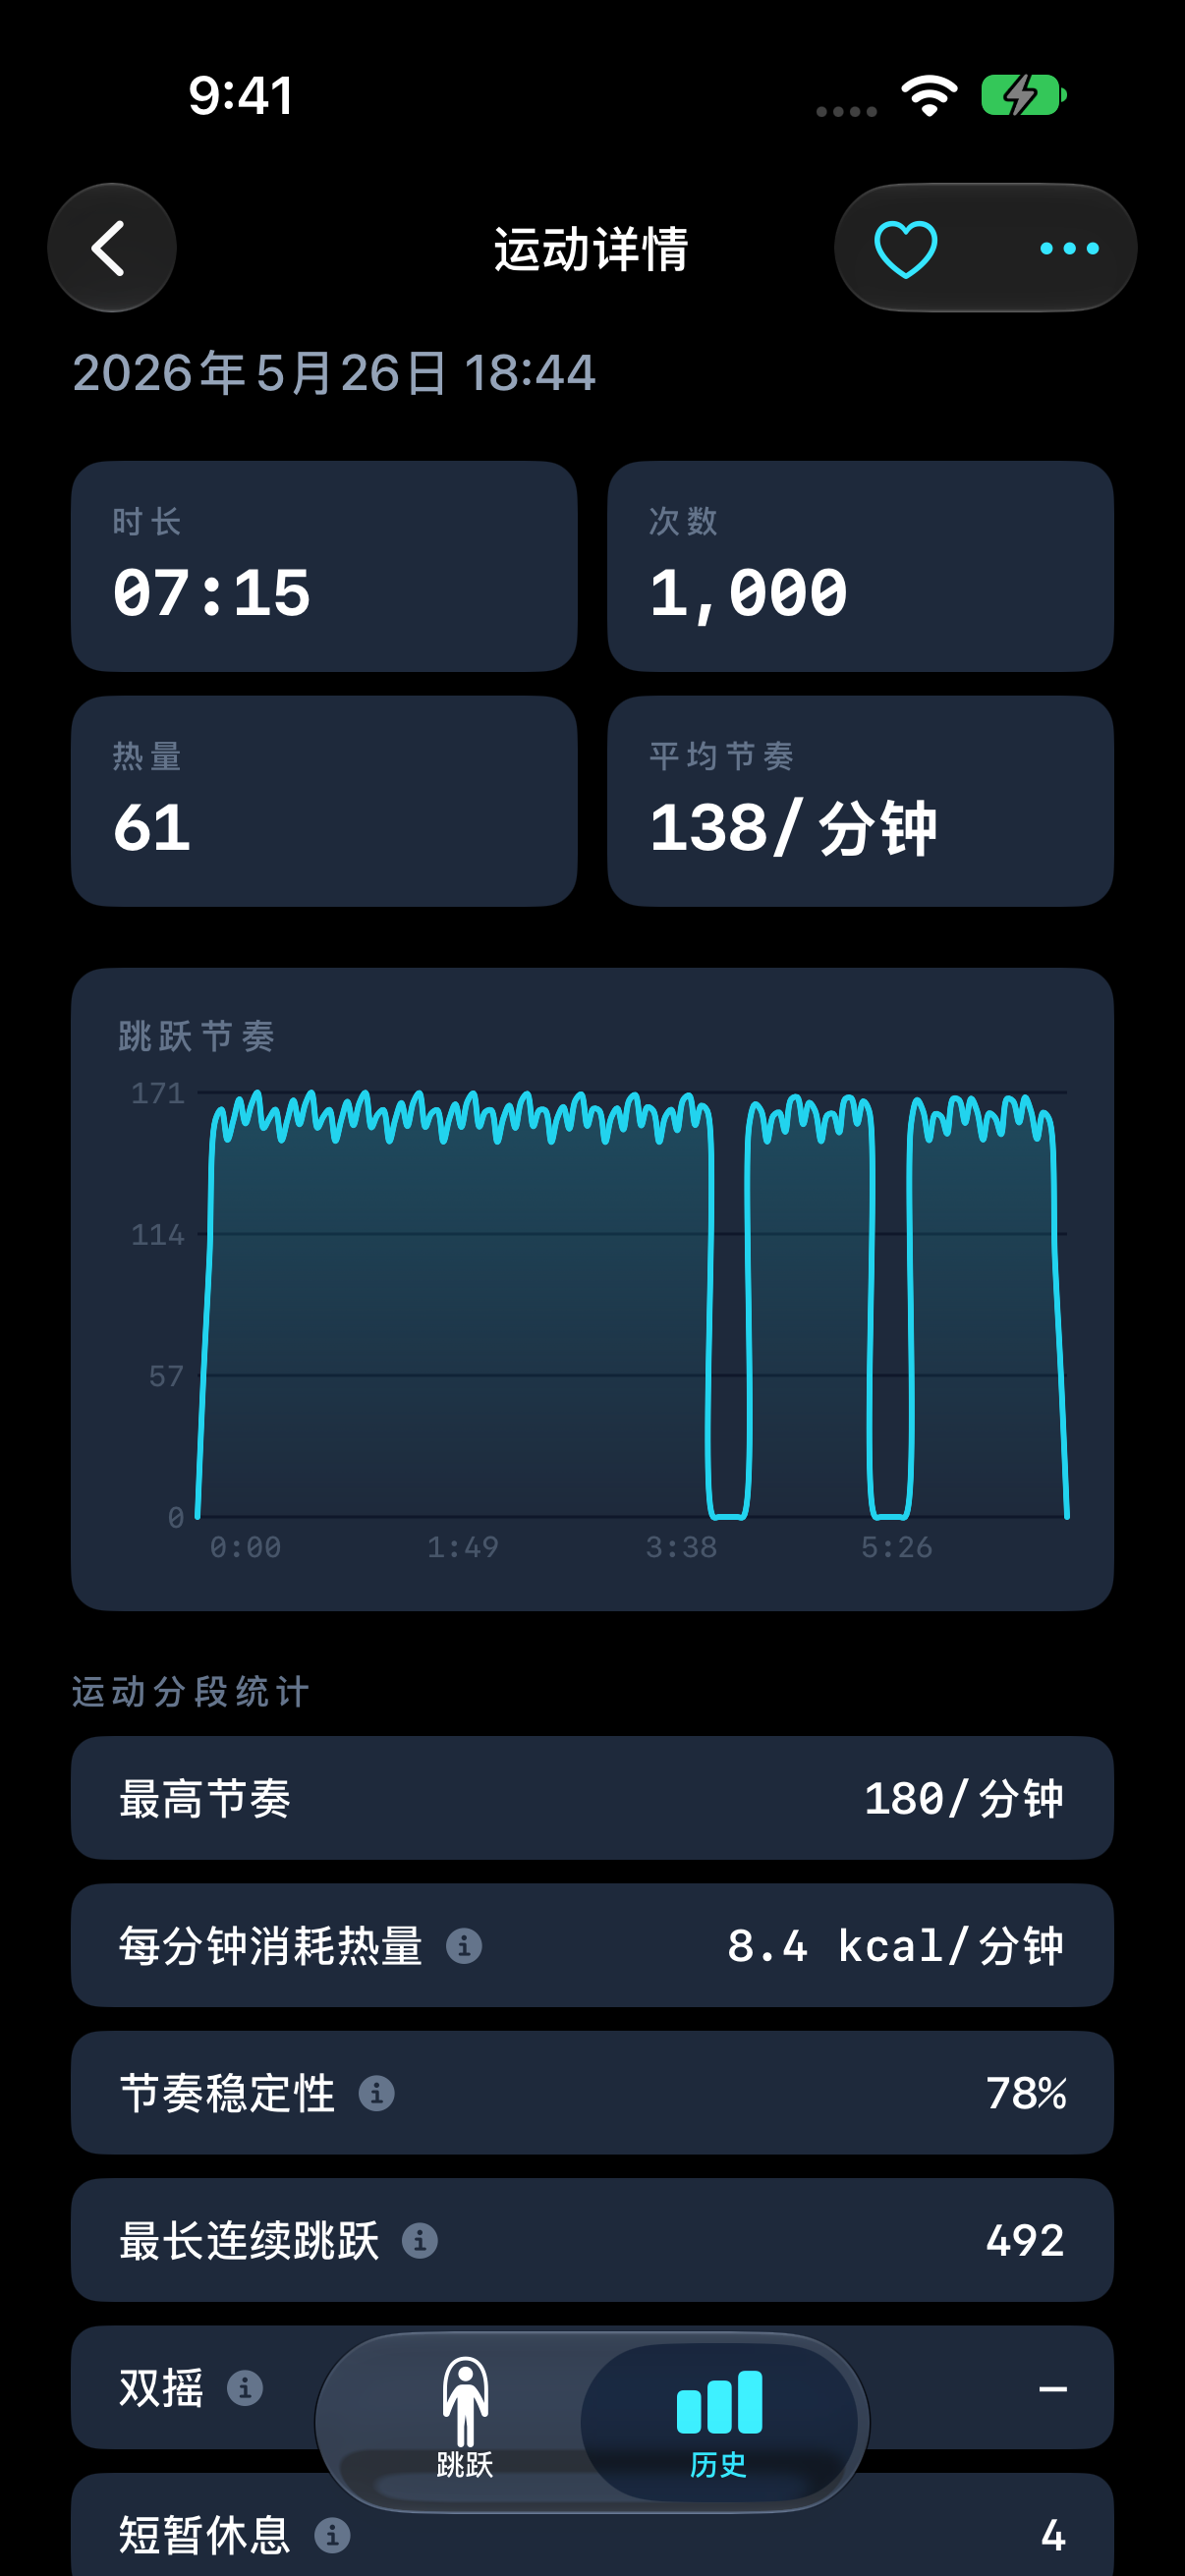 9:41
运动详情
2026年5月26日 18:44
时长
07:15
次数
1,000
热量
61
平均节奏
138/分钟
跳跃节奏
171
114
57
0
0:00 1:49 3:38 5:26
运动分段统计
最高节奏 180/分钟
每分钟消耗热量 8.4 kcal/分钟
节奏稳定性 78%
最长连续跳跃 492
双摇 —
跳跃 历史
短暂休息 4